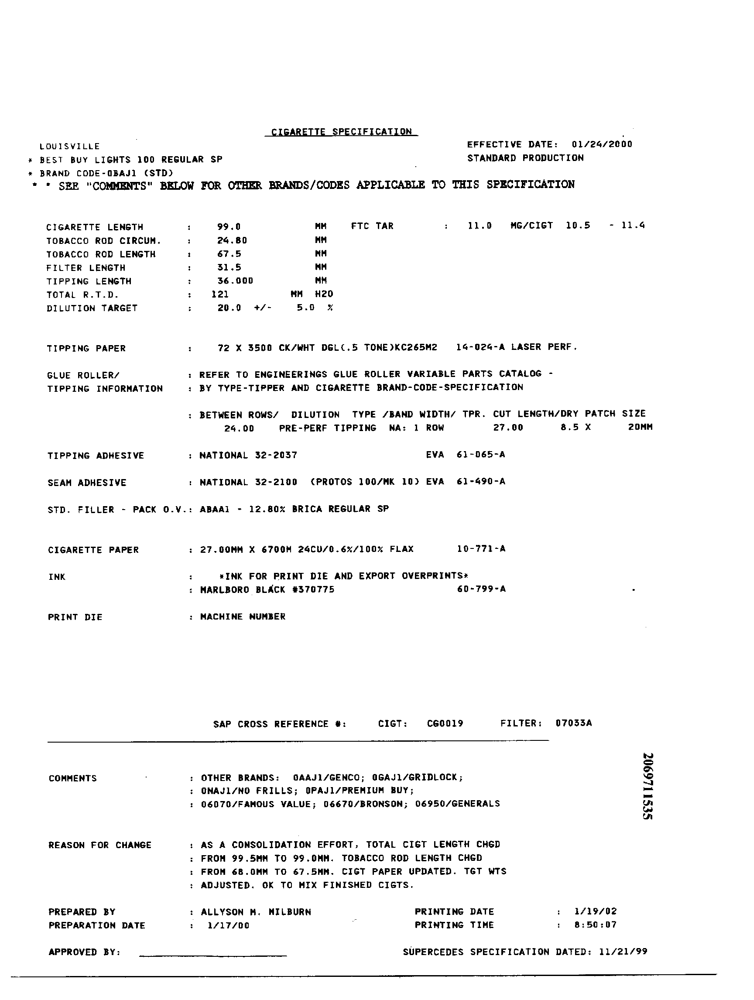 CIGARETTE SPECIFICATION
LOUISVILLE EFFECTIVE DATE: 01/24/2000
* BEST BUY LIGHTS 100 REGULAR SP STANDARD PRODUCTION
* BRAND CODE-0BAJ1 (STD)
* * SEE "COMMENTS" BELOW FOR OTHER BRANDS/CODES APPLICABLE TO THIS SPECIFICATION
CIGARETTE LENGTH : 99.0 MM FTC TAR : 11.0 MG/CIGT 10.5 - 11.4
TOBACCO ROD CIRCUM. : 24.80 MM
TOBACCO ROD LENGTH : 67.5 MM
FILTER LENGTH : 31.5 MM
TIPPING LENGTH : 36.000 MM
TOTAL R.T.D. : 121 MM H2O
DILUTION TARGET : 20.0 +/- 5.0 %
TIPPING PAPER : 72 X 3500 CK/WHT DGL(.5 TONE)KC265M2 14-024-A LASER PERF.
GLUE ROLLER/ : REFER TO ENGINEERINGS GLUE ROLLER VARIABLE PARTS CATALOG -
TIPPING INFORMATION : BY TYPE-TIPPER AND CIGARETTE BRAND-CODE-SPECIFICATION
: BETWEEN ROWS/ DILUTION TYPE /BAND WIDTH/ TPR. CUT LENGTH/DRY PATCH SIZE
24.00 PRE-PERF TIPPING NA: 1 ROW 27.00 8.5 X 20MM
TIPPING ADHESIVE : NATIONAL 32-2037 EVA 61-065-A
SEAM ADHESIVE : NATIONAL 32-2100 (PROTOS 100/MK 10) EVA 61-490-A
STD. FILLER - PACK O.V.: ABAA1 - 12.80% BRICA REGULAR SP
CIGARETTE PAPER : 27.00MM X 6700M 24CU/0.6%/100% FLAX 10-771-A
INK : *INK FOR PRINT DIE AND EXPORT OVERPRINTS*
: MARLBORO BLACK #370775 60-799-A
PRINT DIE : MACHINE NUMBER
SAP CROSS REFERENCE #: CIGT: CG0019 FILTER: 07033A
COMMENTS : OTHER BRANDS: 0AAJ1/GENCO; 0GAJ1/GRIDLOCK;
: 0NAJ1/NO FRILLS; 0PAJ1/PREMIUM BUY;
: 06070/FAMOUS VALUE; 06670/BRONSON; 06950/GENERALS
REASON FOR CHANGE : AS A CONSOLIDATION EFFORT, TOTAL CIGT LENGTH CHGD
: FROM 99.5MM TO 99.0MM. TOBACCO ROD LENGTH CHGD
: FROM 68.0MM TO 67.5MM. CIGT PAPER UPDATED. TGT WTS
: ADJUSTED. OK TO MIX FINISHED CIGTS.
PREPARED BY : ALLYSON M. MILBURN PRINTING DATE : 1/19/02
PREPARATION DATE : 1/17/00 PRINTING TIME : 8:50:07
APPROVED BY: SUPERCEDES SPECIFICATION DATED: 11/21/99
2069711535